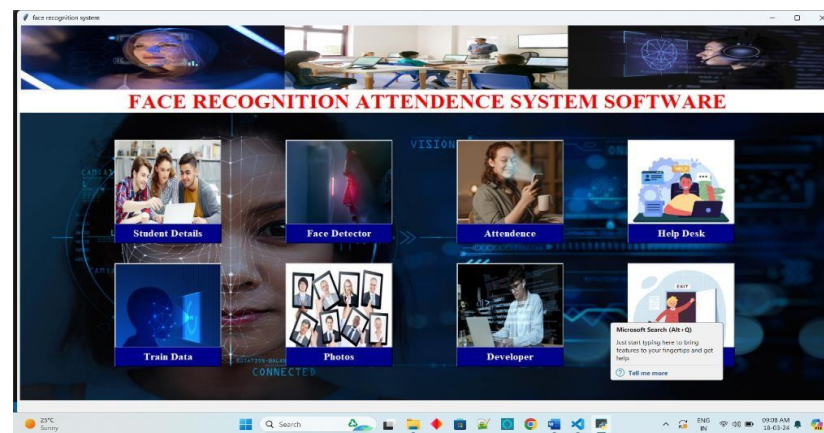 face recognition system
FACE RECOGNITION ATTENDENCE SYSTEM SOFTWARE
VISION
Student Details
Face Detector
Attendence
Help Desk
HELP
EXIT
Train Data
Photos
Developer
CONNECTED
Microsoft Search (Alt+Q)
Just start typing here to bring
features to your fingertips and get
help.
Tell me more
25°C
Sunny
Search
ENG
IN
09:08 AM
18-03-24